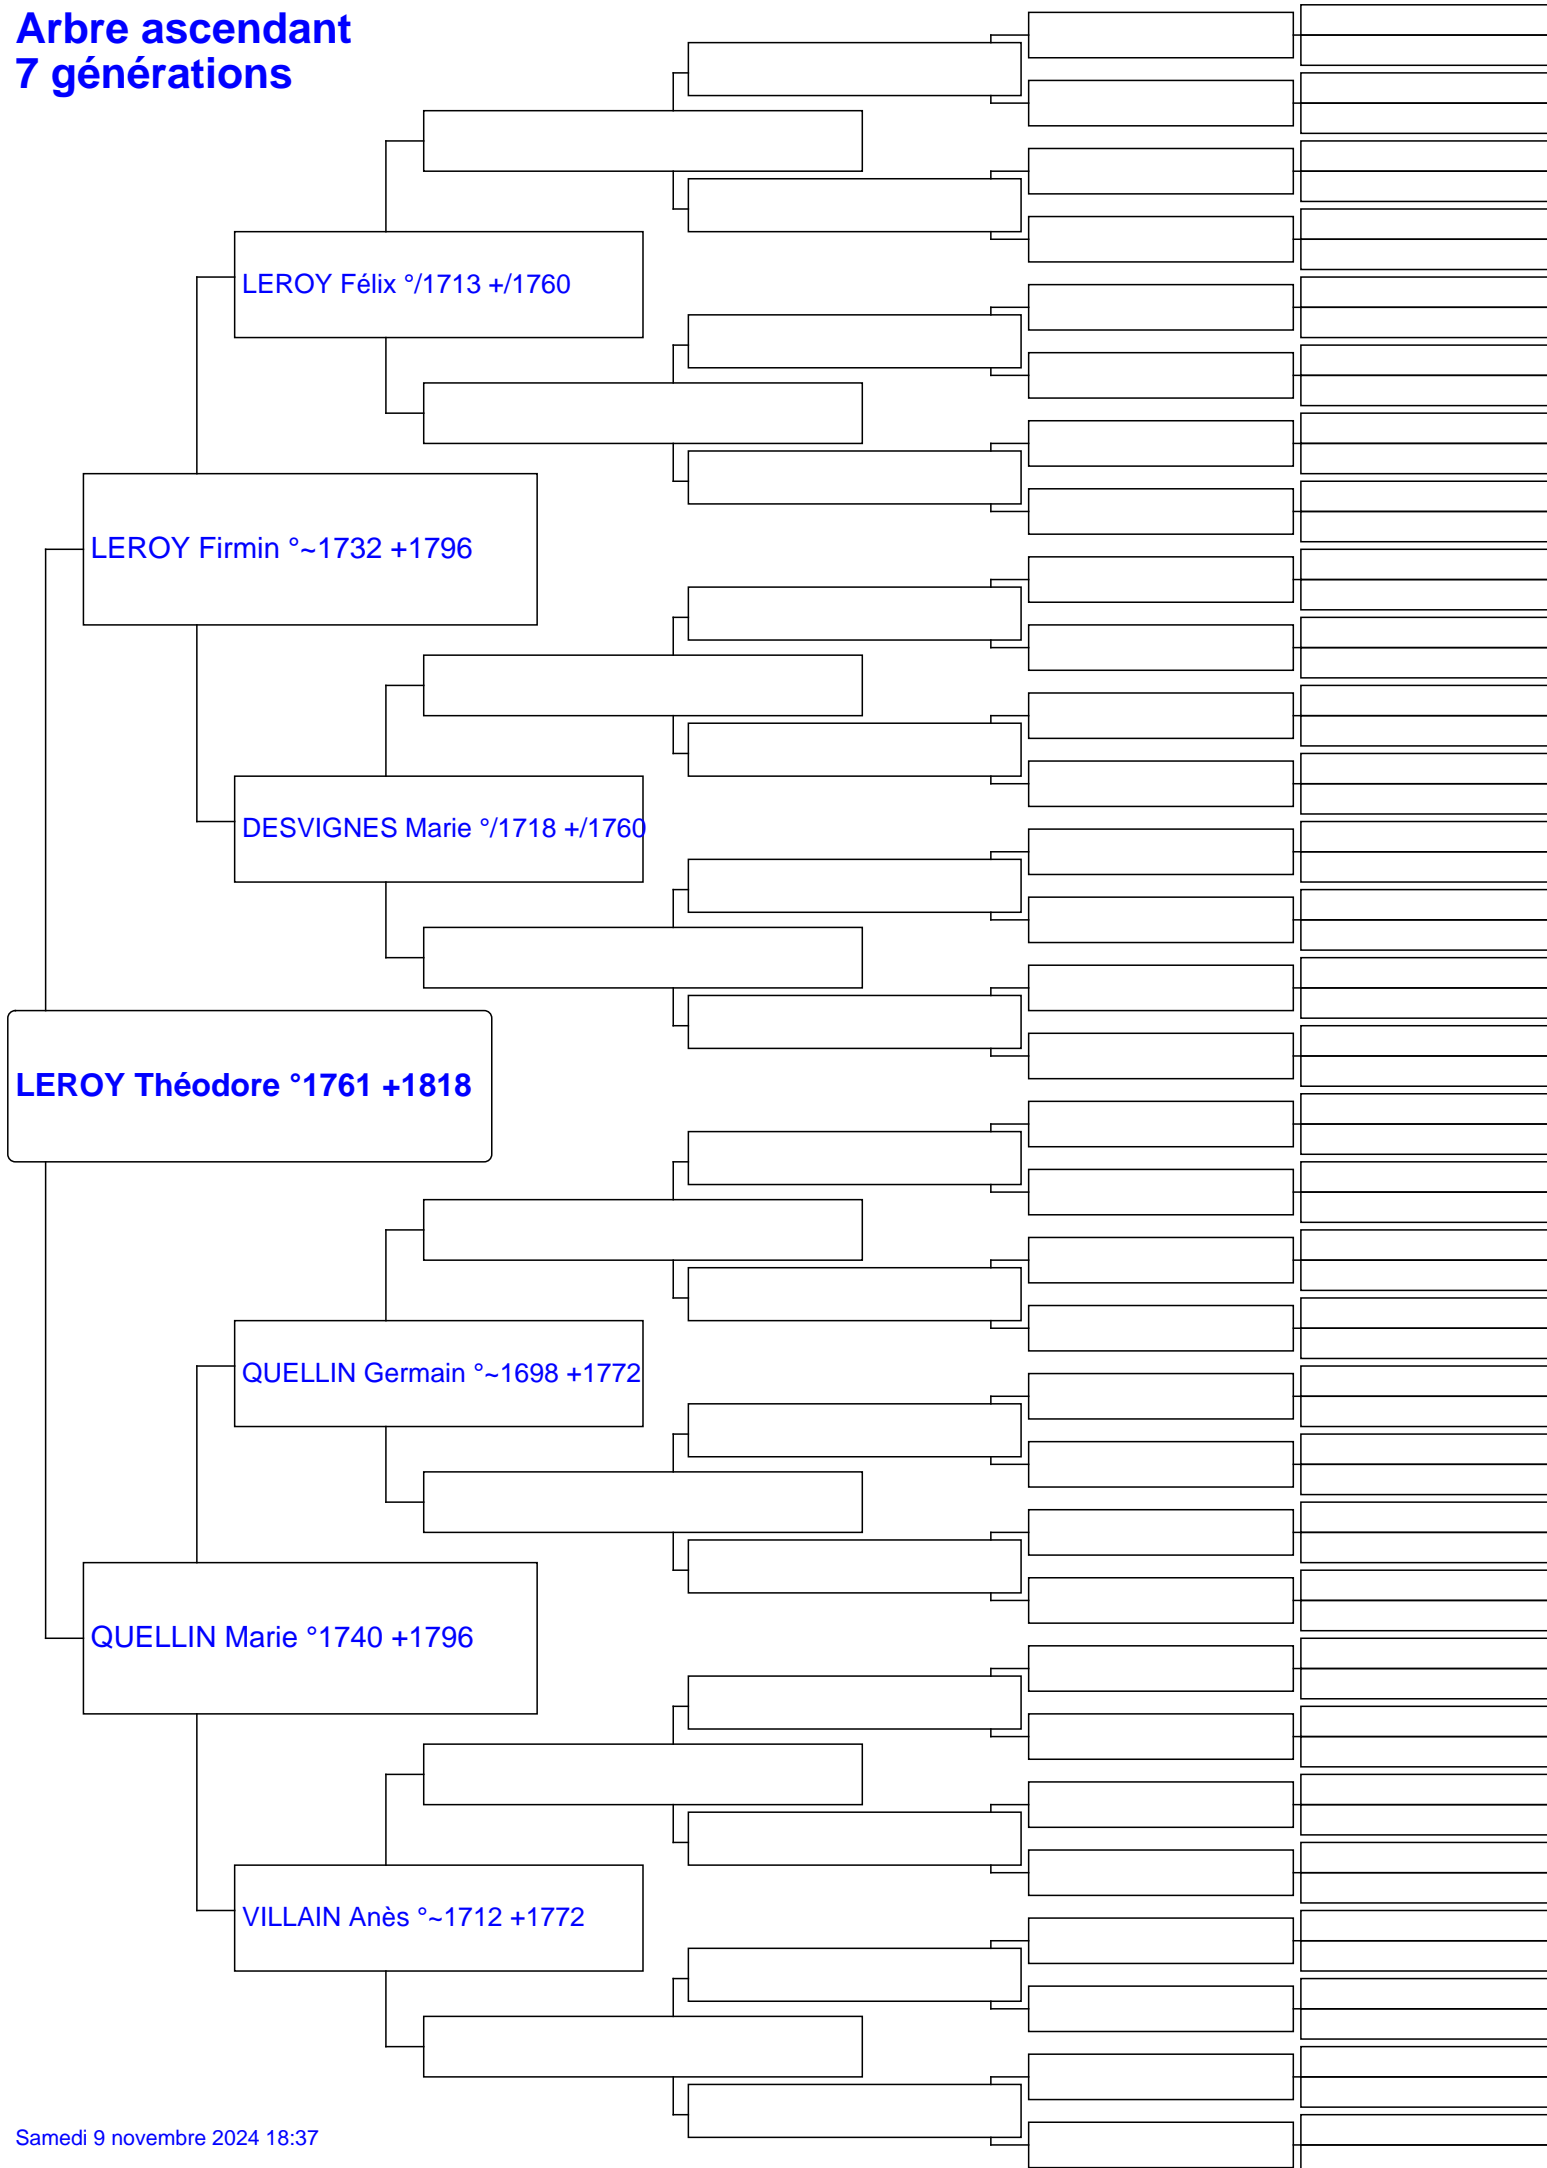 Arbre ascendant
7 générations
LEROY Félix °/1713 +/1760
LEROY Firmin °~1732 +1796
DESVIGNES Marie °/1718 +/1760
LEROY Théodore °1761 +1818
QUELLIN Germain °~1698 +1772
QUELLIN Marie °1740 +1796
VILLAIN Anès °~1712 +1772
Samedi 9 novembre 2024 18:37